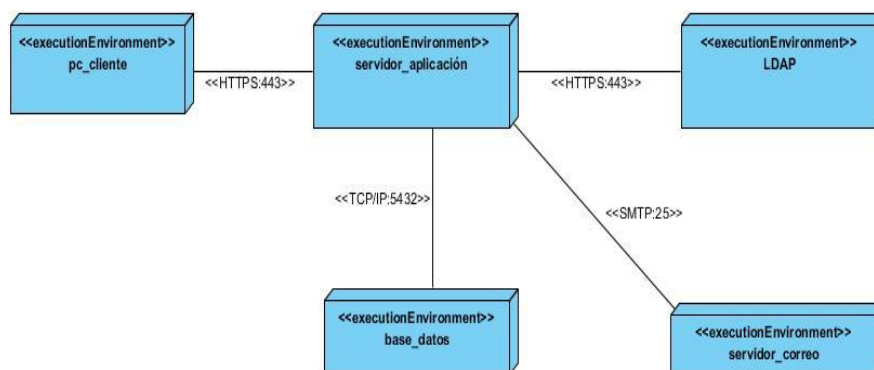 <<executionEnvironment>>
pc_cliente
<<executionEnvironment>>
servidor_aplicación
<<executionEnvironment>>
LDAP
<<HTTPS:443>>
<<HTTPS:443>>
<<TCP/IP:5432>>
<<SMTP:25>>
<<executionEnvironment>>
base_datos
<<executionEnvironment>>
servidor_correo